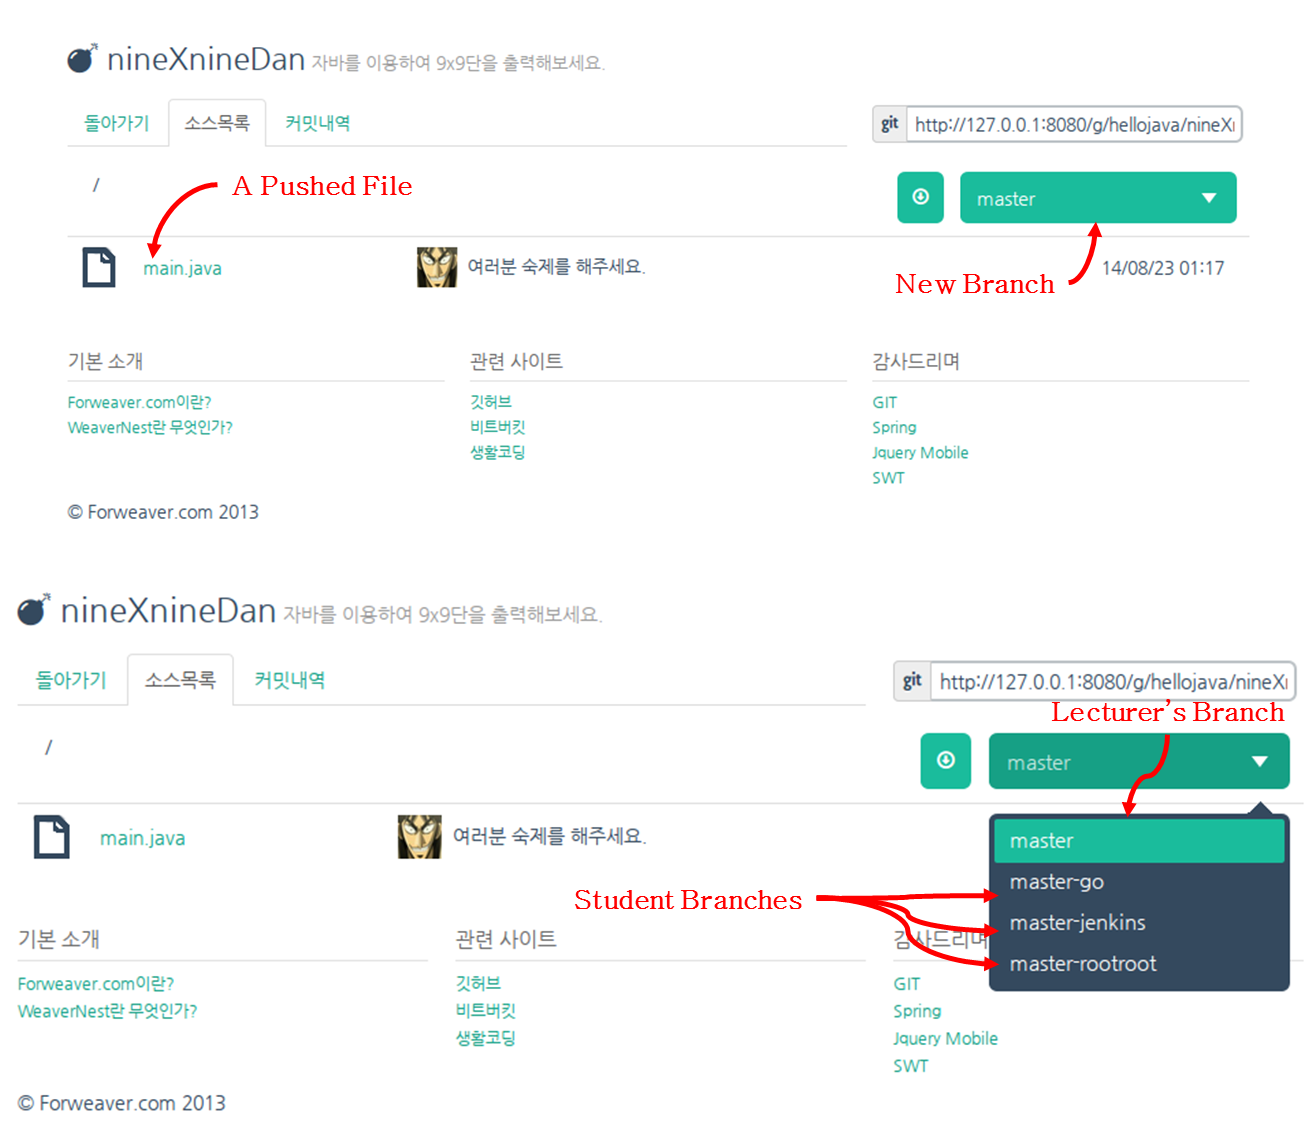 nineXnineDan 자바를 이용하여 9x9단을 출력해보세요.
돌아가기 소스목록 커밋내역
git http://127.0.0.1:8080/g/hellojava/nineX
/
A Pushed File
master
main.java 여러분 숙제를 해주세요. 14/08/23 01:17
New Branch
기본 소개 관련 사이트 감사드리며
Forweaver.com이란? 깃허브 GIT
WeaverNest란 무엇인가? 비트버킷 Spring
생활코딩 Jquery Mobile
SWT
© Forweaver.com 2013
nineXnineDan 자바를 이용하여 9x9단을 출력해보세요.
돌아가기 소스목록 커밋내역
git http://127.0.0.1:8080/g/hellojava/nineX
Lecturer's Branch
/
master
main.java 여러분 숙제를 해주세요.
master
master-go
Student Branches
master-jenkins
master-rootroot
기본 소개 관련 사이트 감사드리며
Forweaver.com이란? 깃허브 GIT
WeaverNest란 무엇인가? 비트버킷 Spring
생활코딩 Jquery Mobile
SWT
© Forweaver.com 2013